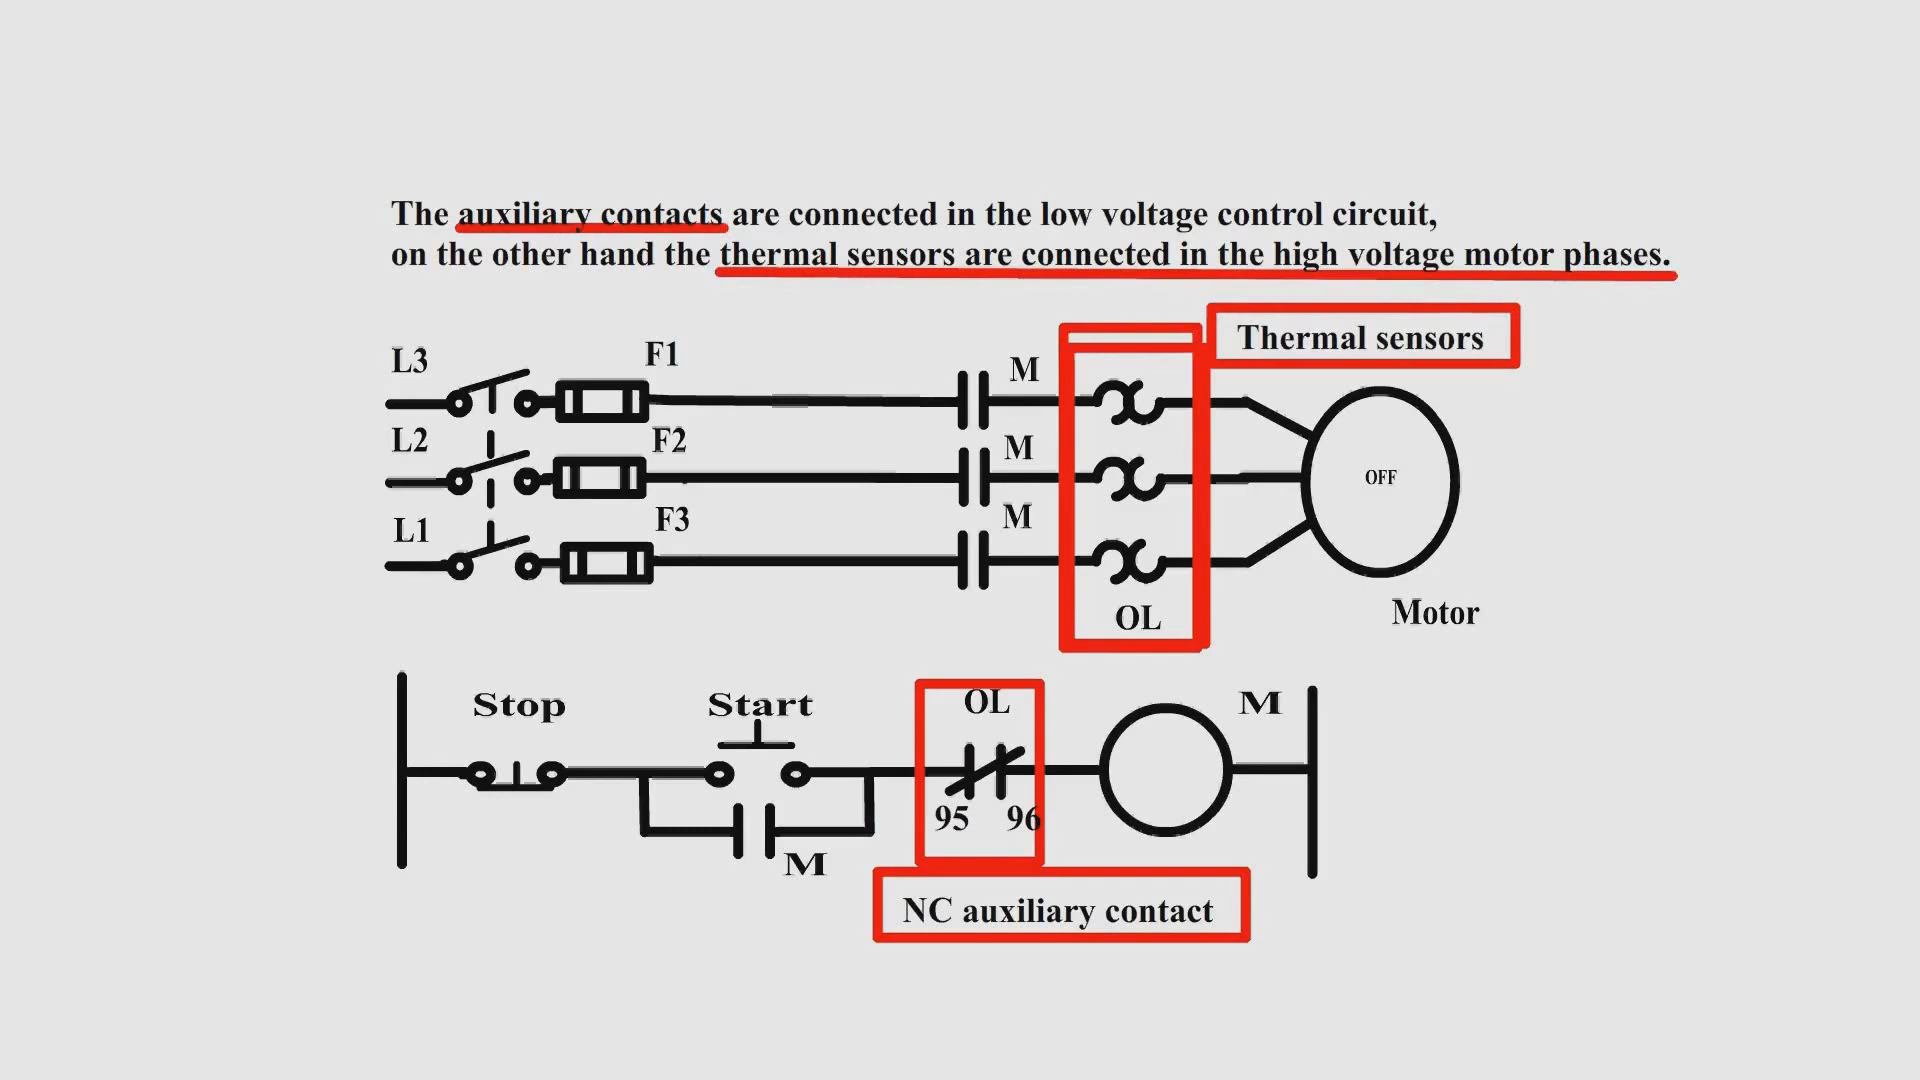 The auxiliary contacts are connected in the low voltage control circuit,
on the other hand the thermal sensors are connected in the high voltage motor phases.
Thermal sensors
L3
F1
M
L2
F2
M
OFF
L1
F3
M
OL
Motor
Stop
Start
OL
M
95
96
M
NC auxiliary contact